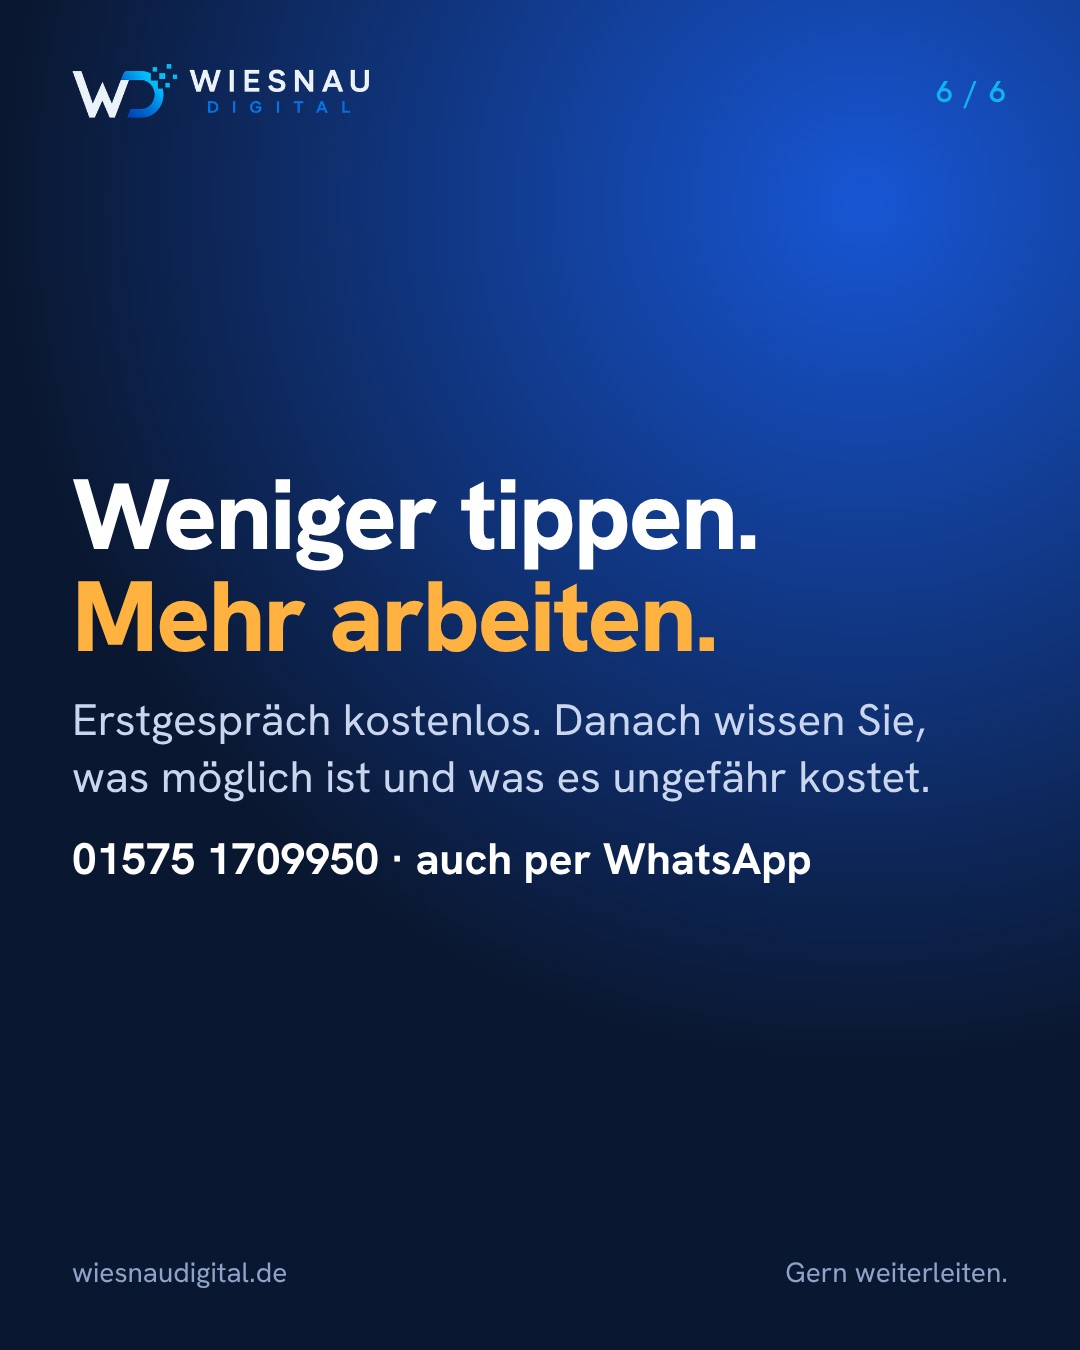 WD WIESNAU
DIGITAL
6 / 6
Weniger tippen.
Mehr arbeiten.
Erstgespräch kostenlos. Danach wissen Sie,
was möglich ist und was es ungefähr kostet.
01575 1709950 · auch per WhatsApp
wiesnaudigital.de
Gern weiterleiten.